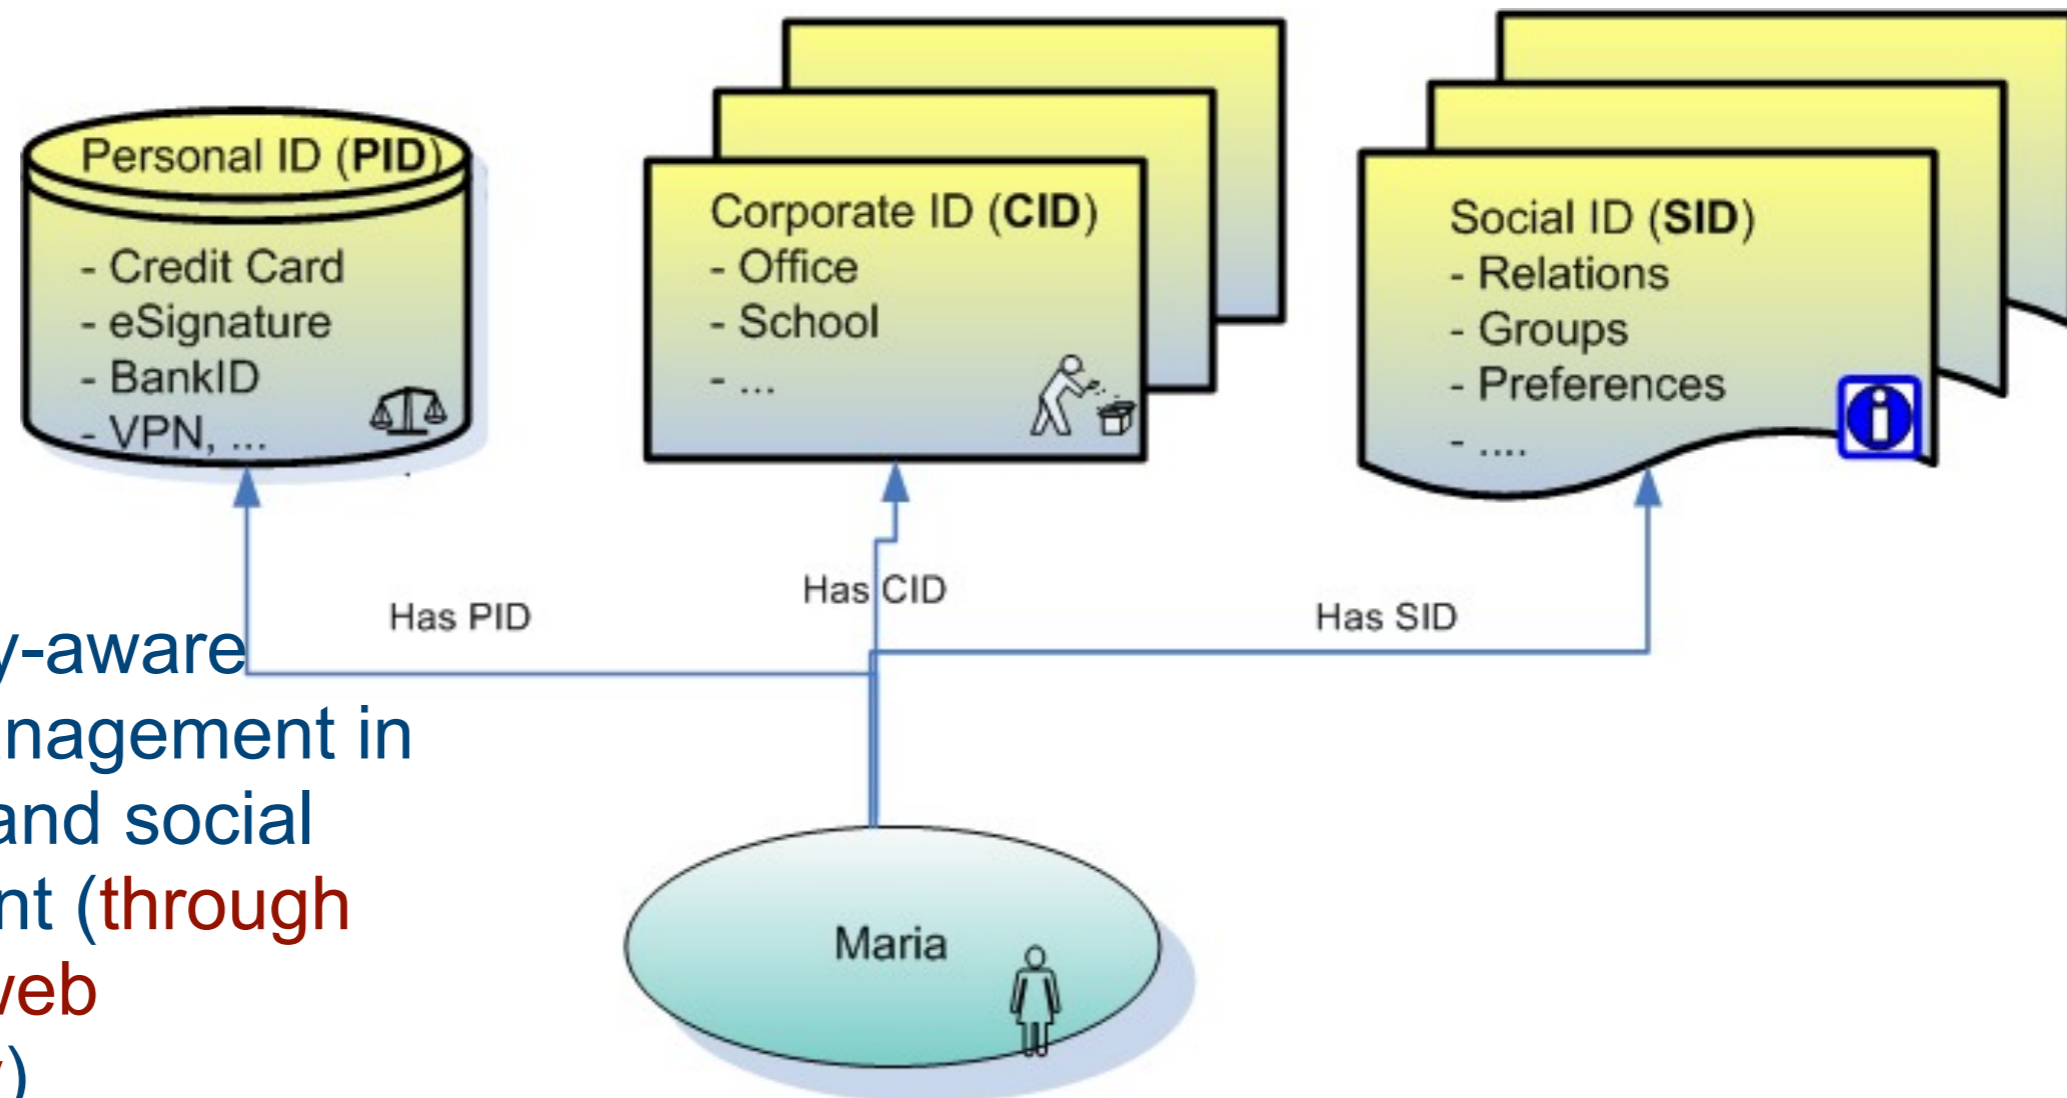 Personal ID (PID)
- Credit Card
- eSignature
- BankID
- VPN, ...
Corporate ID (CID)
- Office
- School
- ...
Social ID (SID)
- Relations
- Groups
- Preferences
- ....
Has PID
Has CID
Has SID
y-aware
nagement in
and social
nt (through
web
)
Maria